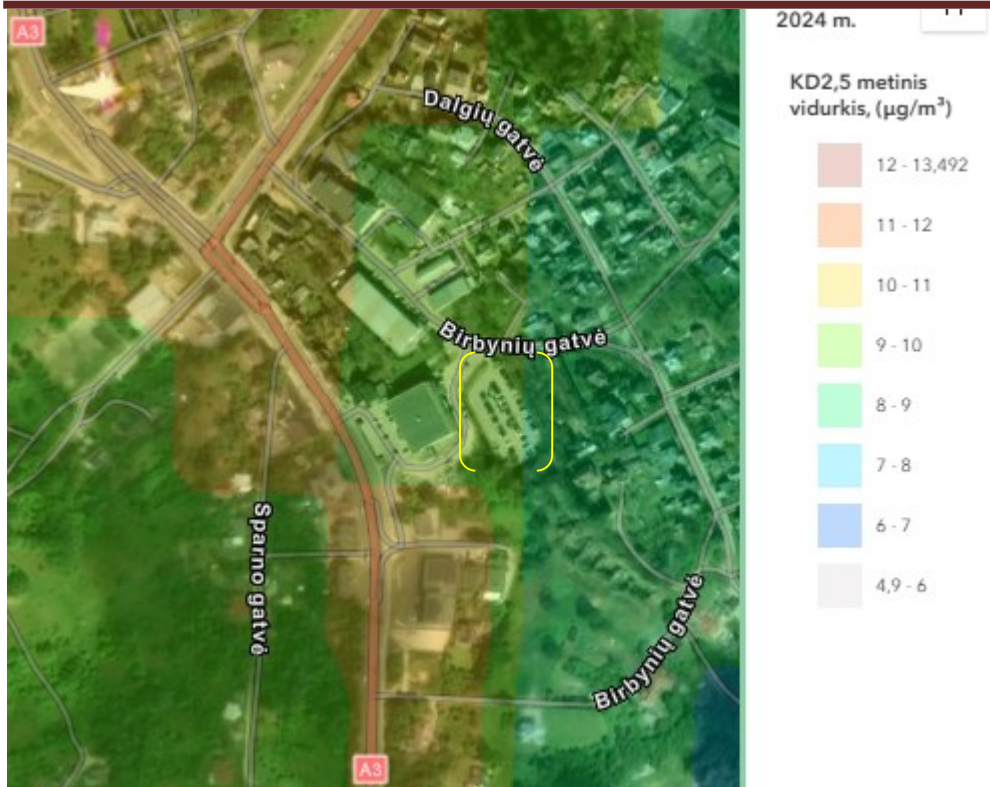 A3
Dalgių gatvė
Birbynių gatvė
Sparno gatvė
Birbynių gatvė
A3
2024 m.
KD2,5 metinis
vidurkis, (µg/m³)
12 - 13,492
11 - 12
10 - 11
9 - 10
8 - 9
7 - 8
6 - 7
4,9 - 6